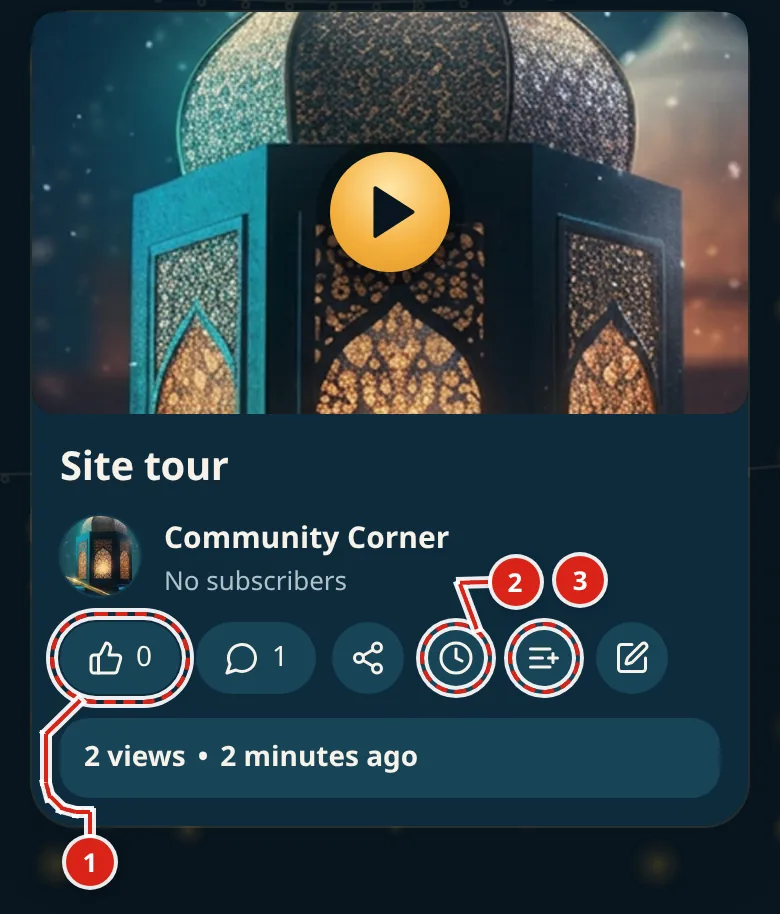 Site tour
Community Corner
No subscribers
2 3
0 1
2 views • 2 minutes ago
1